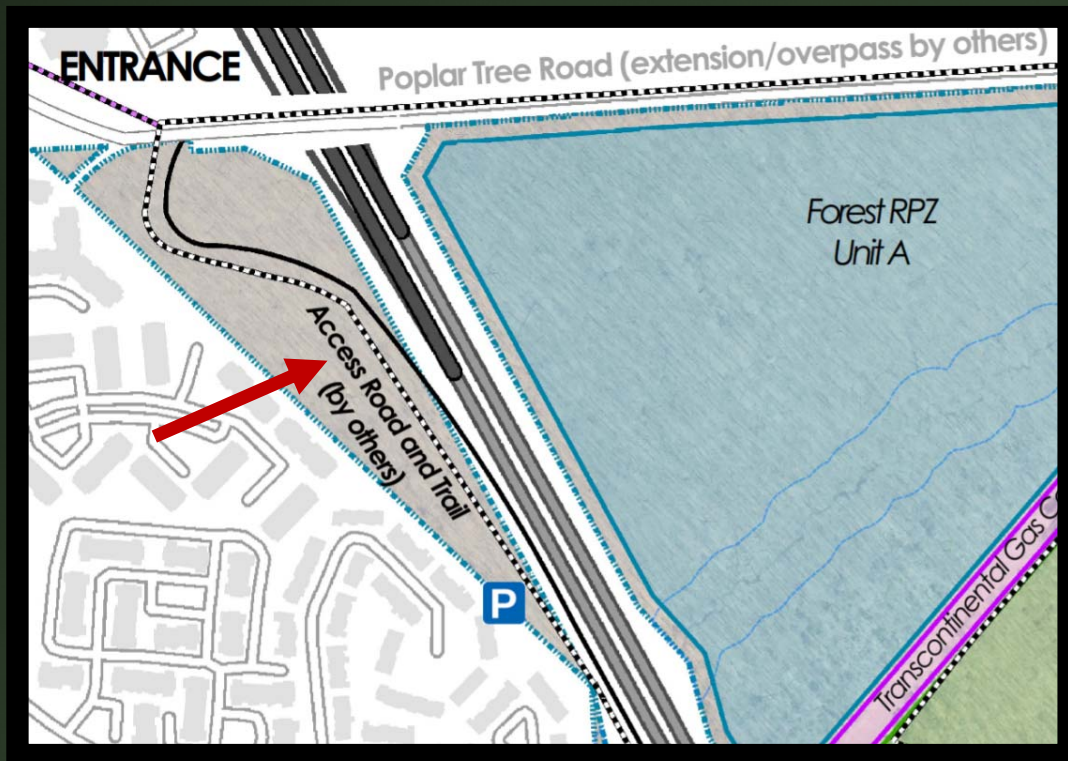 ENTRANCE
Poplar Tree Road (extension/overpass by others)
Forest RPZ
Unit A
Access Road and Trail
(by others)
P
Transcontinental Gas